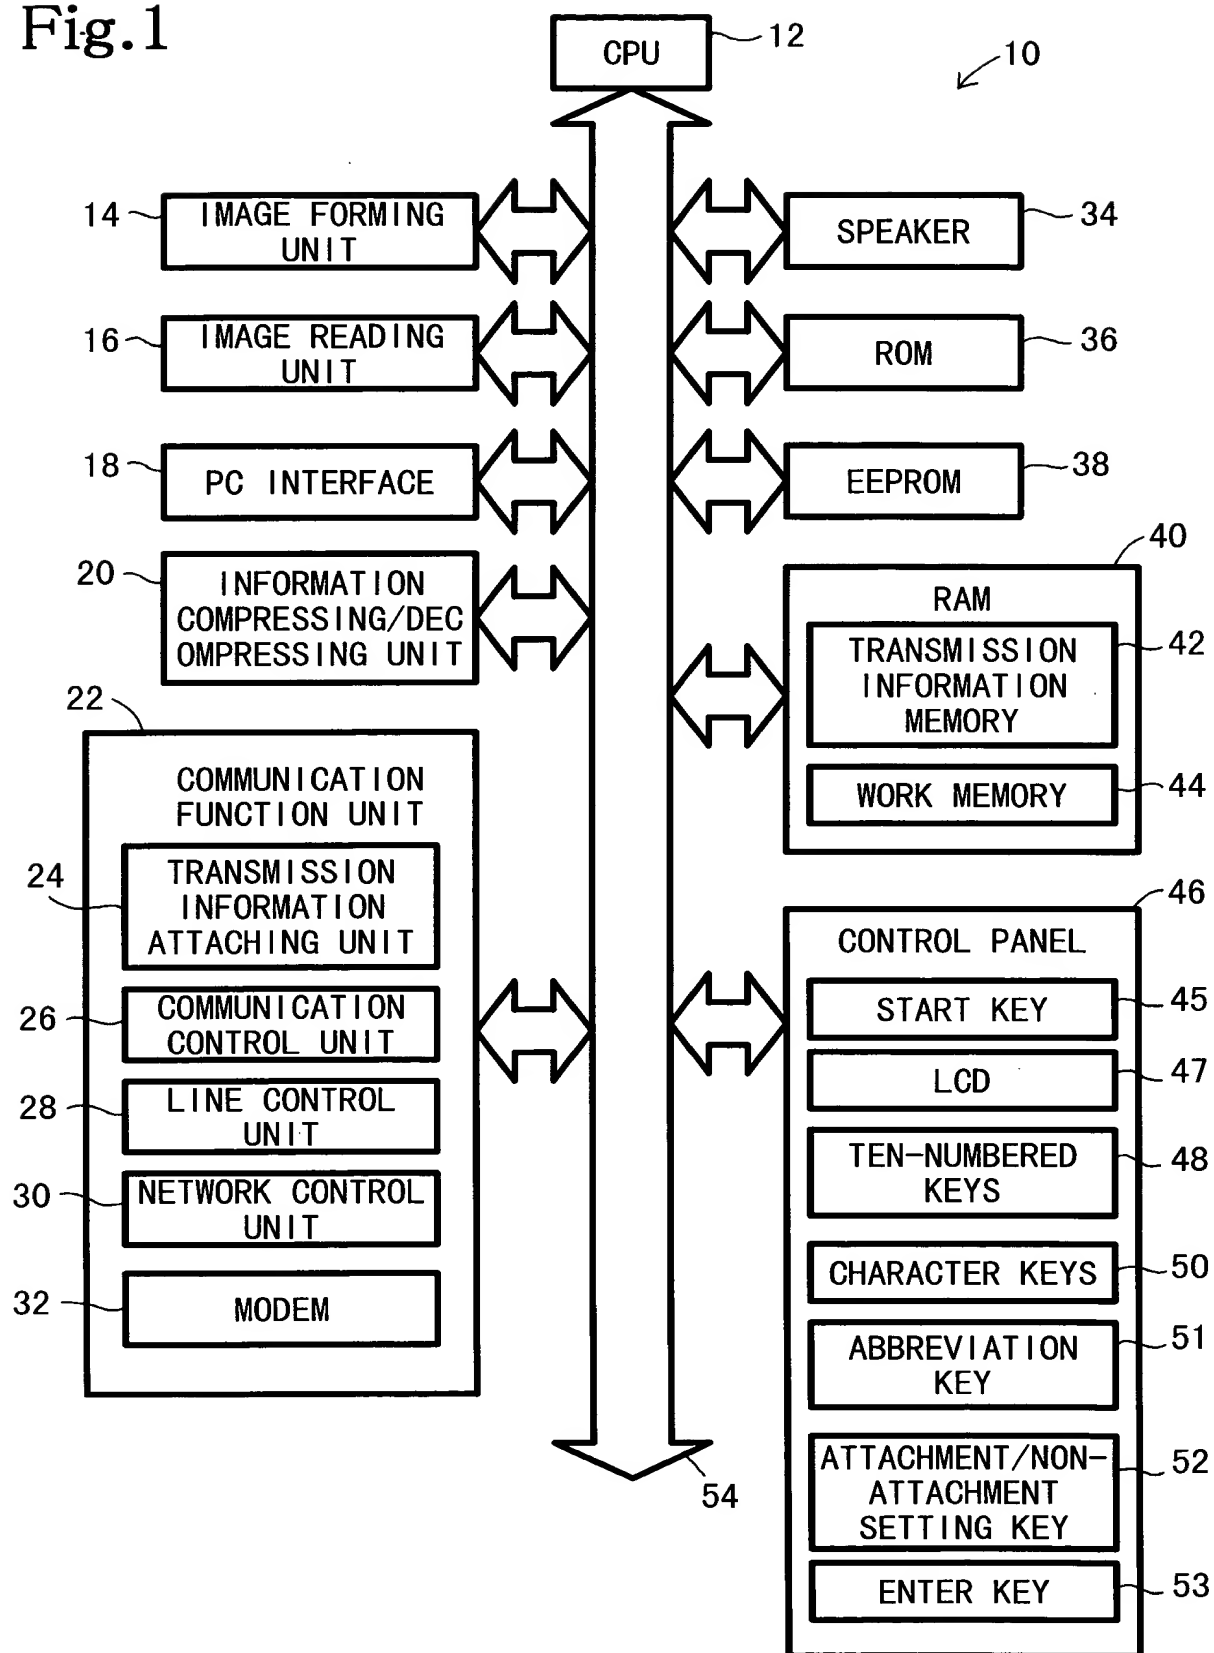 Fig.1
CPU
12
10
14
IMAGE FORMING
UNIT
SPEAKER
34
16
IMAGE READING
UNIT
ROM
36
18
PC INTERFACE
EEPROM
38
20
INFORMATION
COMPRESSING/DEC
OMPRESSING UNIT
40
RAM
TRANSMISSION
INFORMATION
MEMORY
42
WORK MEMORY
44
22
COMMUNICATION
FUNCTION UNIT
24
TRANSMISSION
INFORMATION
ATTACHING UNIT
26
COMMUNICATION
CONTROL UNIT
28
LINE CONTROL
UNIT
30
NETWORK CONTROL
UNIT
32
MODEM
46
CONTROL PANEL
START KEY
45
LCD
47
TEN-NUMBERED
KEYS
48
CHARACTER KEYS
50
ABBREVIATION
KEY
51
ATTACHMENT/NON-
ATTACHMENT
SETTING KEY
52
ENTER KEY
53
54